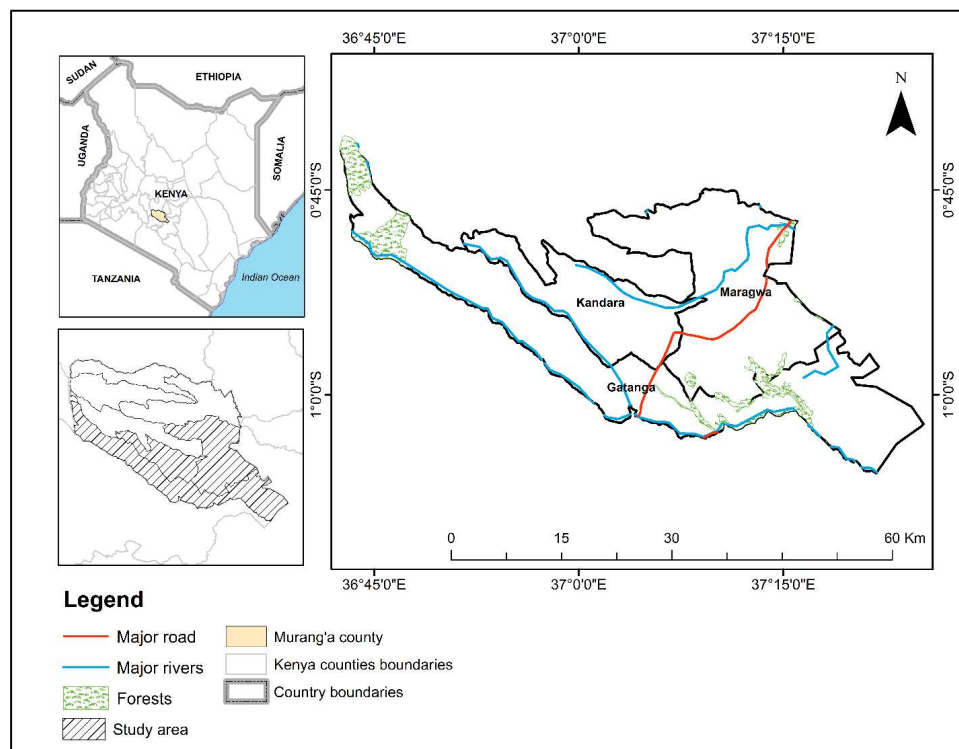 36°45'0"E 37°0'0"E 37°15'0"E
SUDAN
ETHIOPIA
UGANDA
SOMALIA
KENYA
TANZANIA
Indian Ocean
N
0°45'0"S
0°45'0"S
Kandara
Maragwa
Gatanga
1°0'0"S
1°0'0"S
0 15 30 60 Km
36°45'0"E 37°0'0"E 37°15'0"E
Legend
Major road
Major rivers
Forests
Study area
Murang'a county
Kenya counties boundaries
Country boundaries